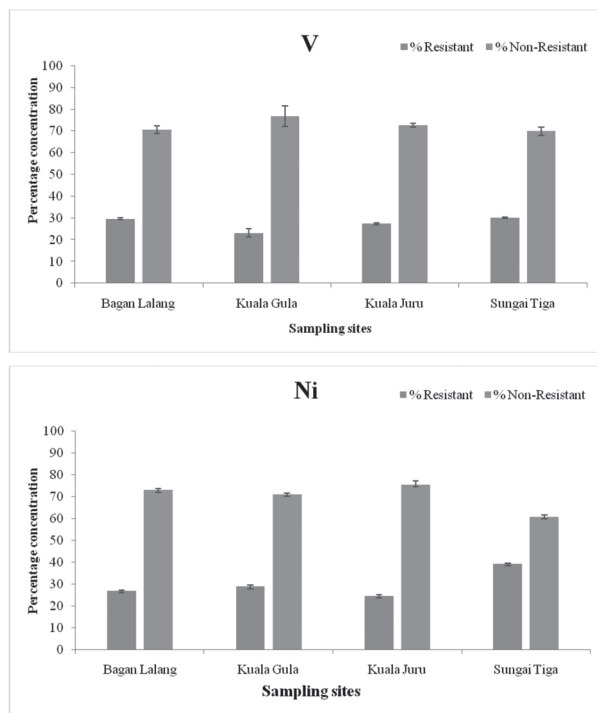 V
% Resistant % Non-Resistant
Percentage concentration
100
90
80
70
60
50
40
30
20
10
0
Bagan Lalang Kuala Gula Kuala Juru Sungai Tiga
Sampling sites
Ni
% Resistant % Non-Resistant
Percentage concentration
100
90
80
70
60
50
40
30
20
10
0
Bagan Lalang Kuala Gula Kuala Juru Sungai Tiga
Sampling sites